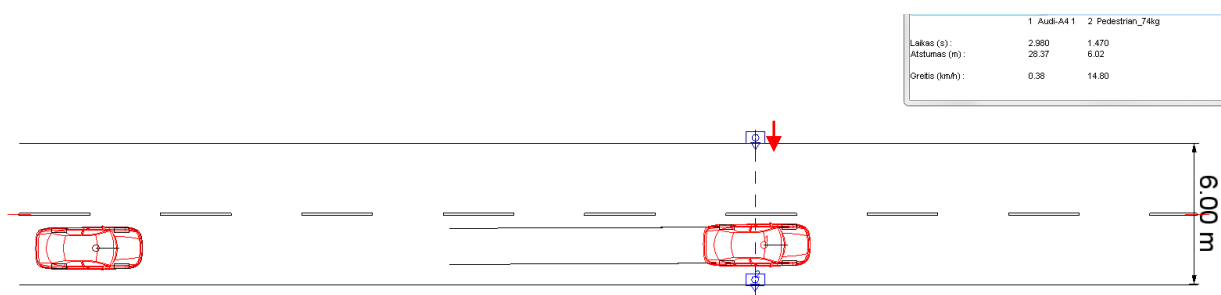 1 Audi-A4 1 2 Pedestrian_74kg
Laikas (s) : 2.980 1.470
Atstumas (m) : 28.37 6.02
Greitis (km/h) : 0.38 14.80
6.00 m